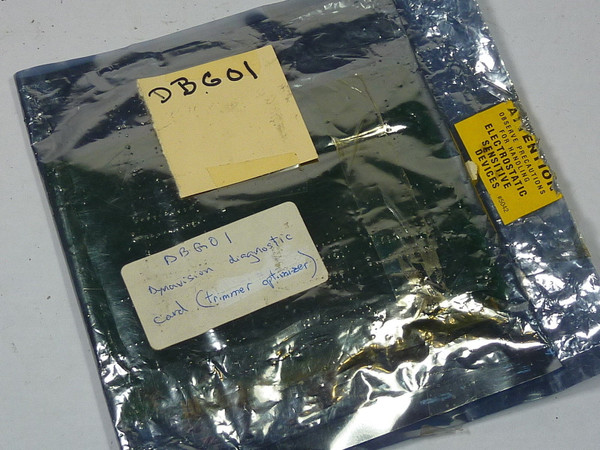 DBG01
DBG01
Dynavision diagnostic
card (trimmer optimizer)
ATTENTION
OBSERVE PRECAUTIONS
FOR HANDLING
ELECTROSTATIC
SENSITIVE
DEVICES